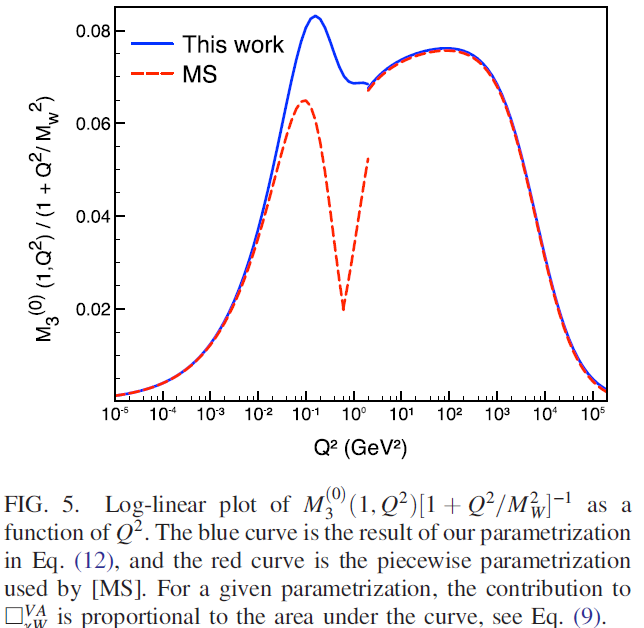 0.08
0.06
0.04
0.02
M₃⁽⁰⁾ (1,Q²) / (1 + Q²/M_w²)
This work
MS
10⁻⁵ 10⁻⁴ 10⁻³ 10⁻² 10⁻¹ 10⁰ 10¹ 10² 10³ 10⁴ 10⁵
Q² (GeV²)
FIG. 5. Log-linear plot of M₃⁽⁰⁾(1, Q²)[1 + Q²/M²_W]⁻¹ as a
function of Q². The blue curve is the result of our parametrization
in Eq. (12), and the red curve is the piecewise parametrization
used by [MS]. For a given parametrization, the contribution to
□^{VA}_{γW} is proportional to the area under the curve, see Eq. (9).